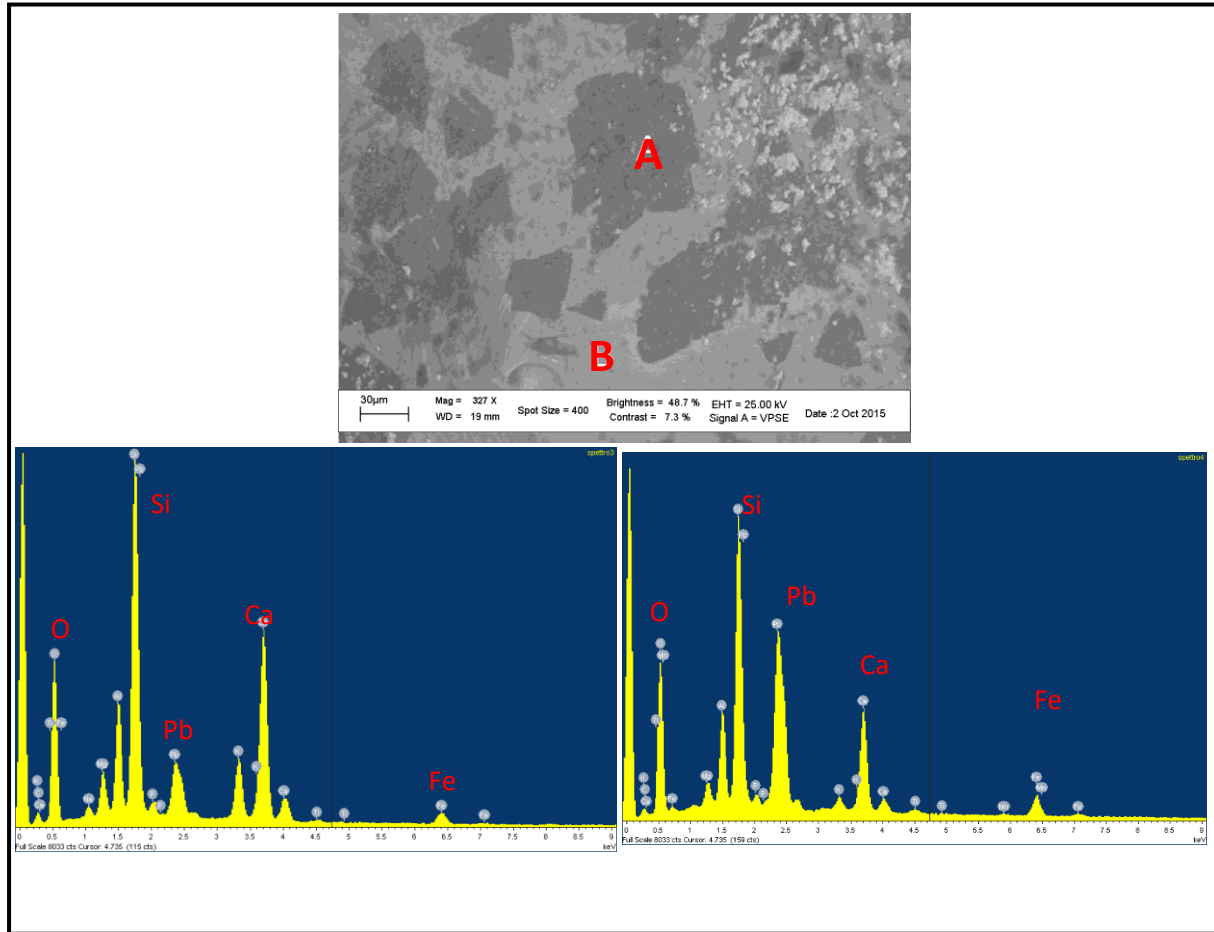 A
B
30µm
Mag = 327 X
WD = 19 mm
Spot Size = 400
Brightness = 48.7 %
Contrast = 7.3 %
EHT = 25.00 kV
Signal A = VPSE
Date :2 Oct 2015
spettro3
Si
O
Ca
Pb
Fe
0 0.5 1 1.5 2 2.5 3 3.5 4 4.5 5 5.5 6 6.5 7 7.5 8 8.5 9
Full Scale 8033 cts Cursor: 4.735 (115 cts)
keV
spettro4
Si
O
Pb
Ca
Fe
0 0.5 1 1.5 2 2.5 3 3.5 4 4.5 5 5.5 6 6.5 7 7.5 8 8.5 9
Full Scale 8033 cts Cursor: 4.735 (159 cts)
keV